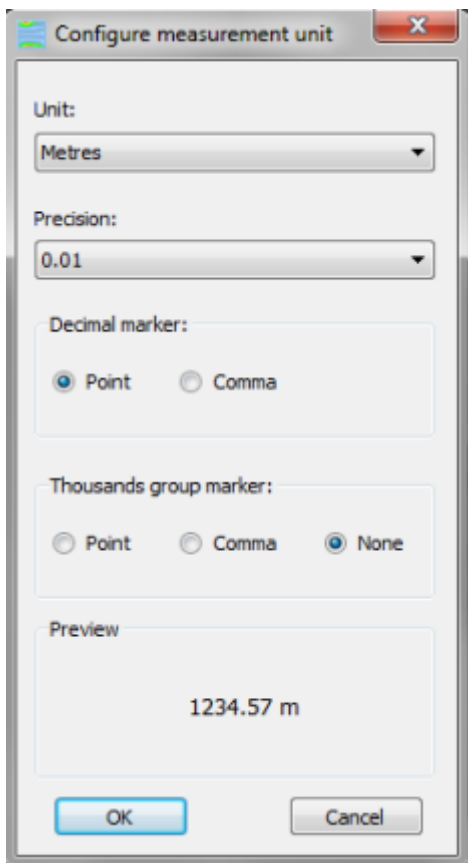 Configure measurement unit
Unit:
Metres
Precision:
0.01
Decimal marker:
Point Comma
Thousands group marker:
Point Comma None
Preview
1234.57 m
OK Cancel